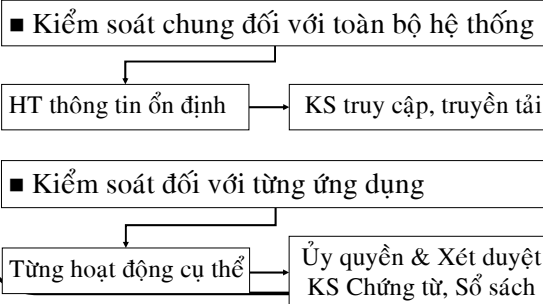 ■ Kiểm soát chung đối với toàn bộ hệ thống
HT thông tin ổn định
KS truy cập, truyền tải
■ Kiểm soát đối với từng ứng dụng
Từng hoạt động cụ thể
Ủy quyền & Xét duyệt
KS Chứng từ, Sổ sách